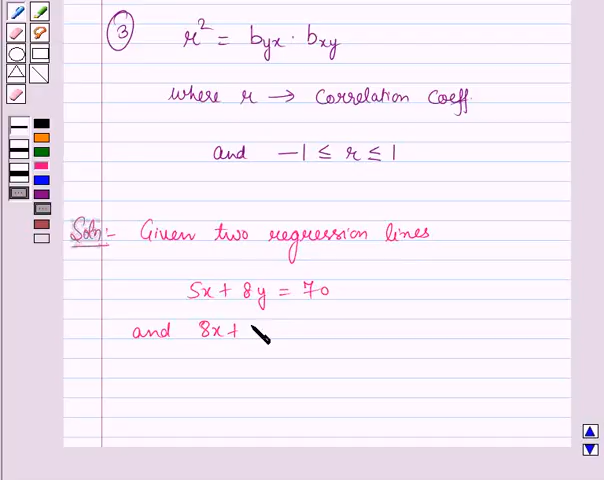 ③ r² = byx · bxy
where r → Correlation Coeff.
and -1 ≤ r ≤ 1
Soln:- Given two regression lines
5x + 8y = 70
and 8x +